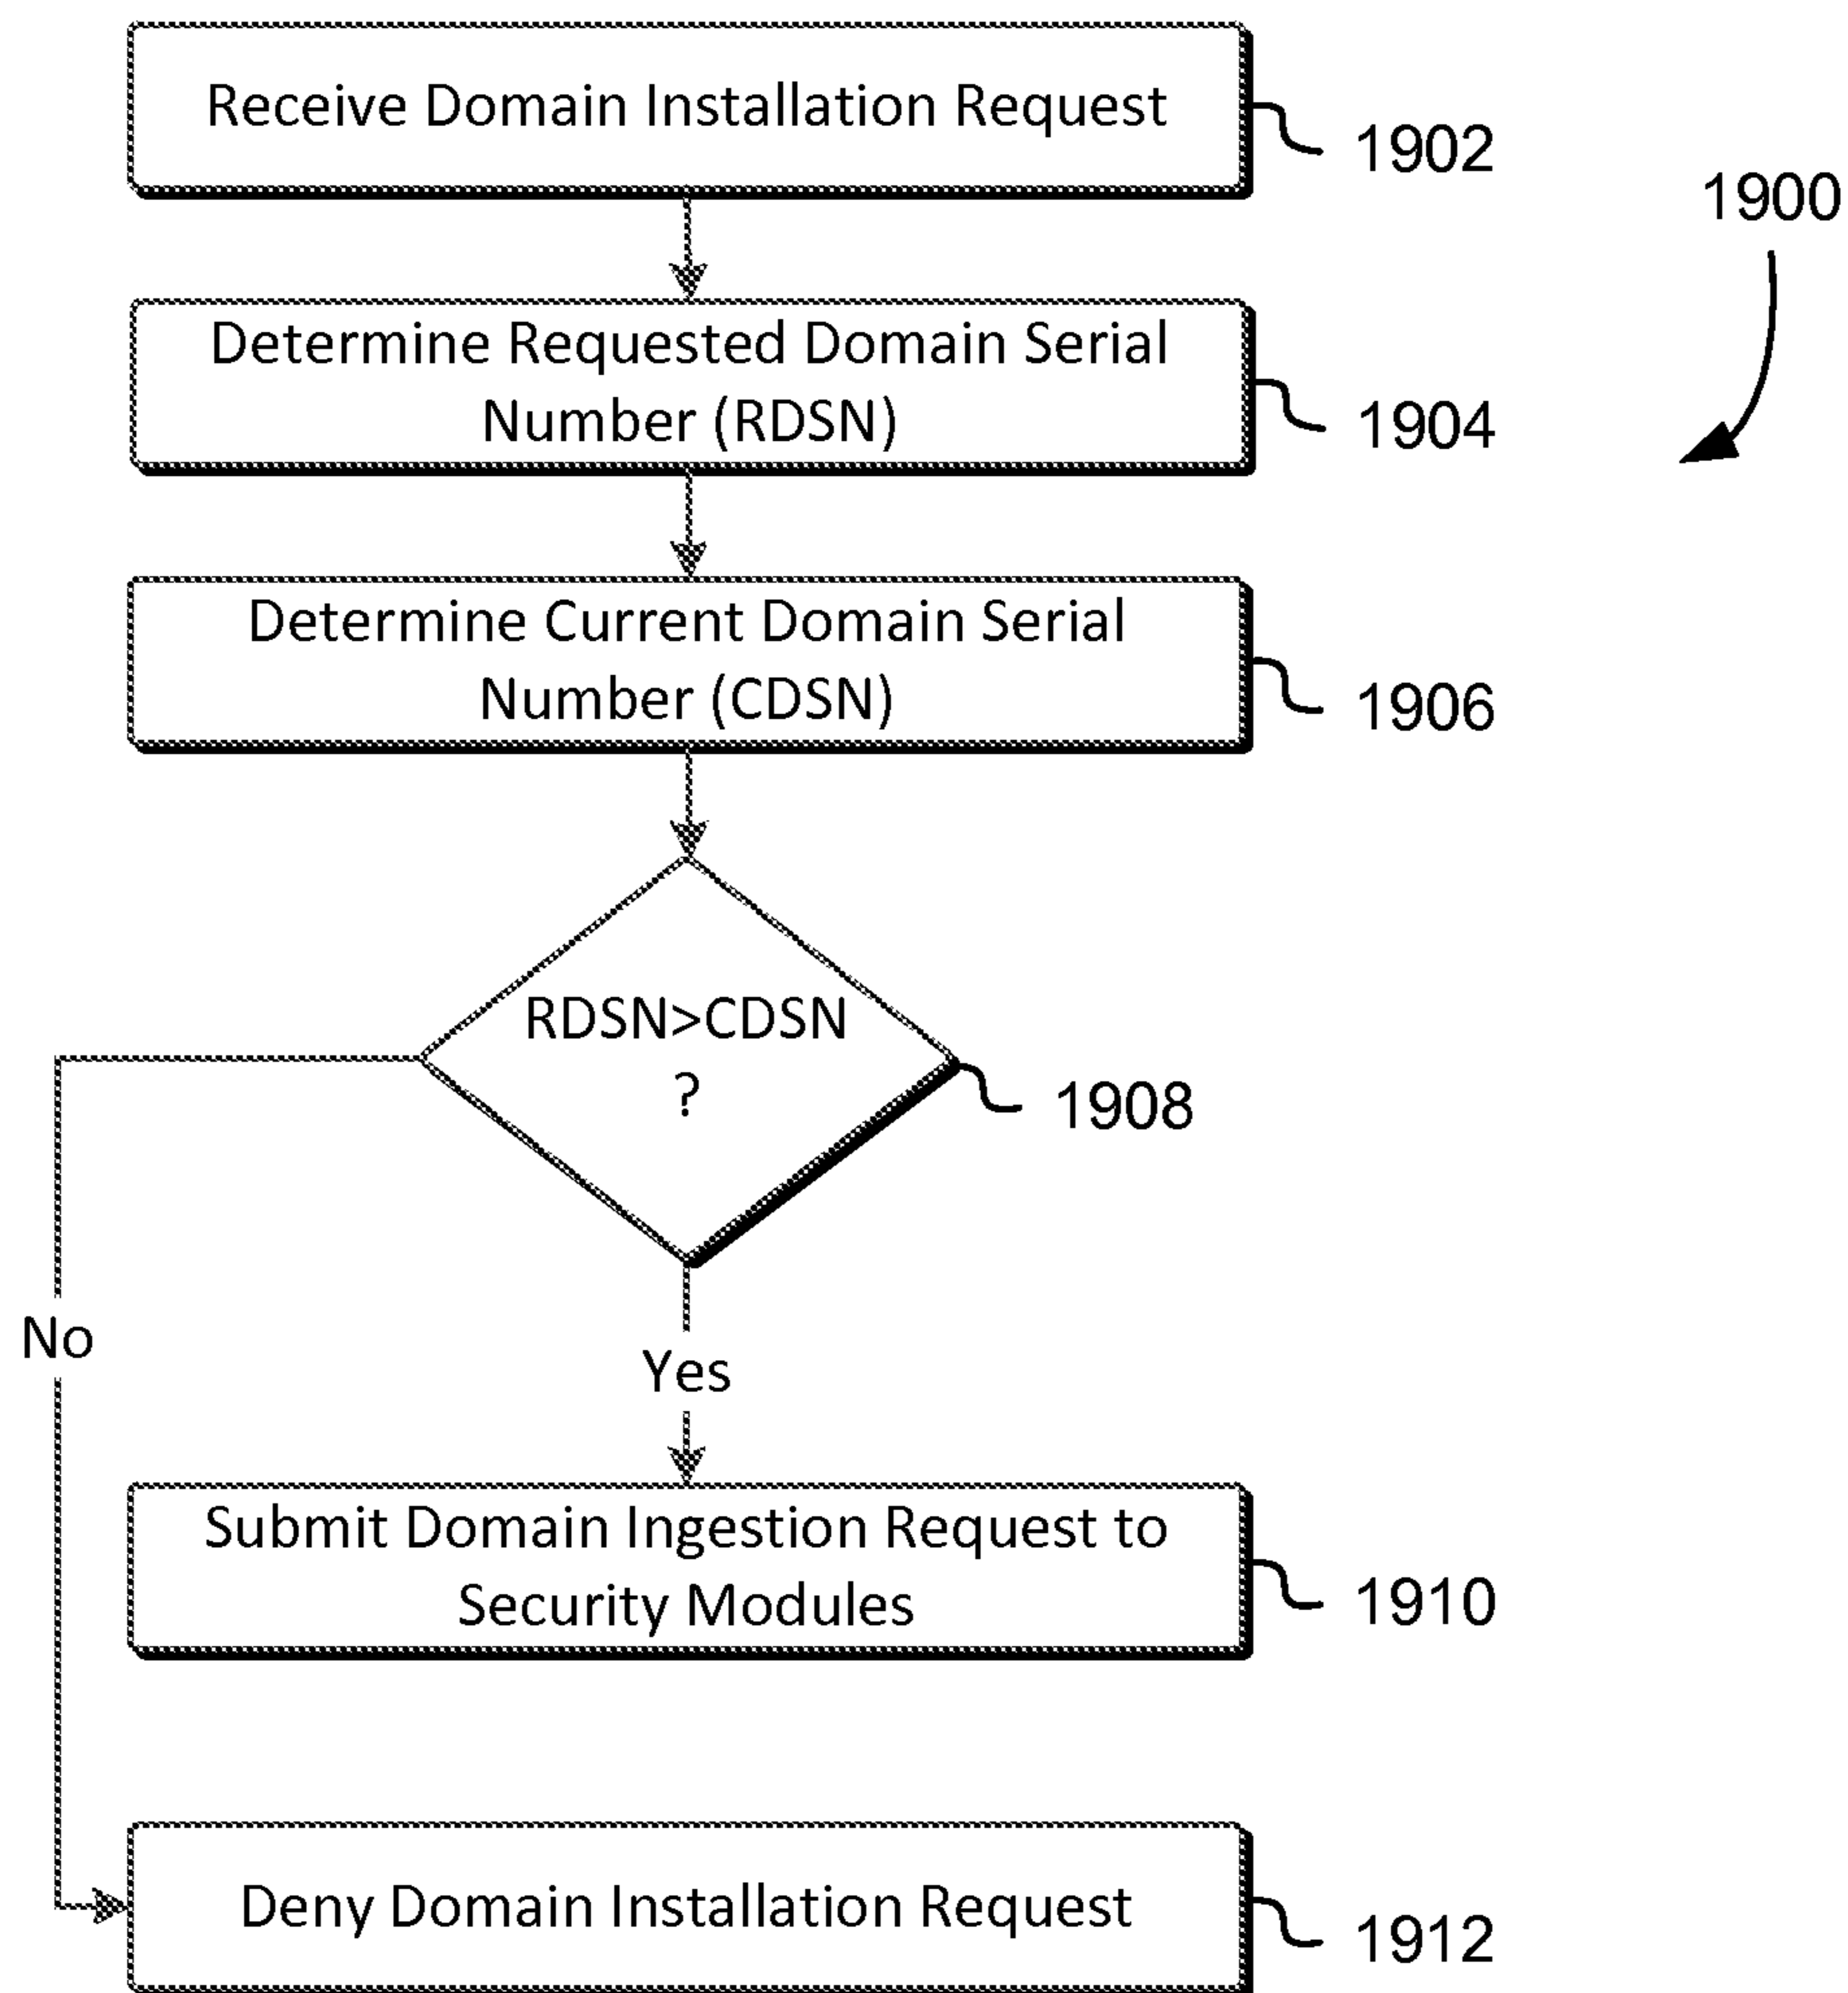 Receive Domain Installation Request
1902
1900
Determine Requested Domain Serial
Number (RDSN)
1904
Determine Current Domain Serial
Number (CDSN)
1906
RDSN>CDSN
?
1908
No
Yes
Submit Domain Ingestion Request to
Security Modules
1910
Deny Domain Installation Request
1912